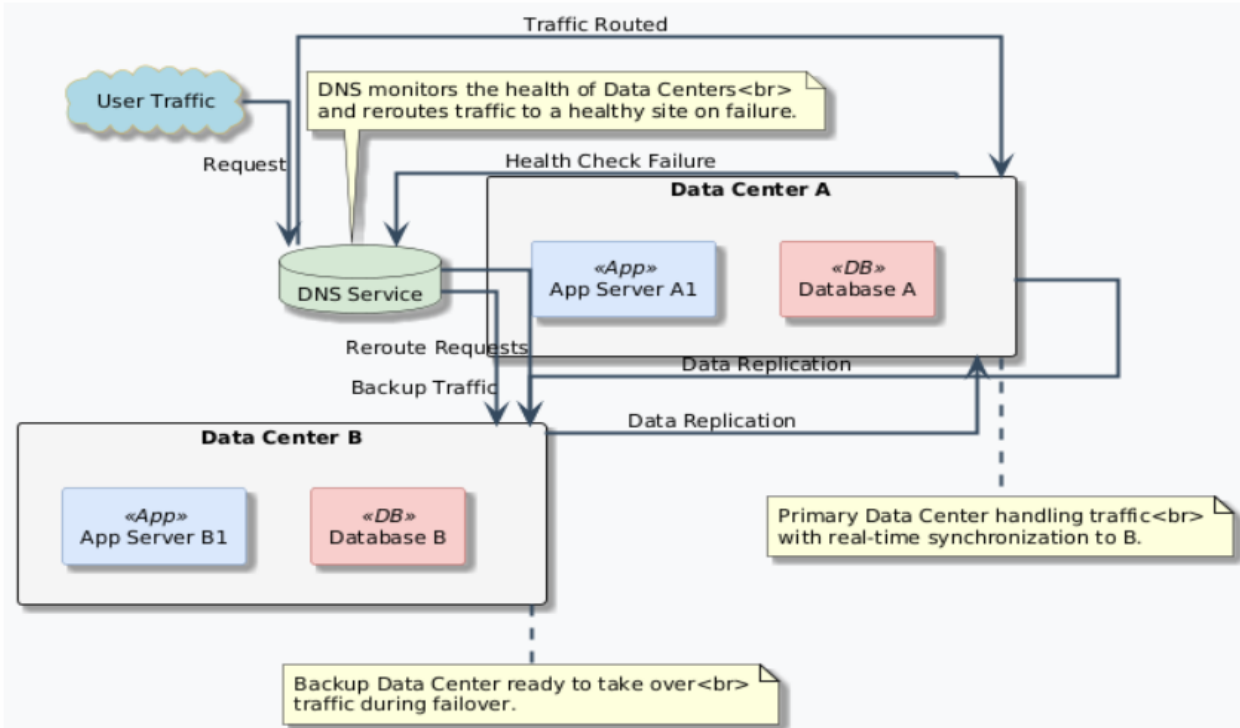 Traffic Routed
User Traffic
DNS monitors the health of Data Centers<br>
and reroutes traffic to a healthy site on failure.
Request
Health Check Failure
Data Center A
«App»
App Server A1
«DB»
Database A
DNS Service
Reroute Requests
Data Replication
Backup Traffic
Data Replication
Data Center B
«App»
App Server B1
«DB»
Database B
Primary Data Center handling traffic<br>
with real-time synchronization to B.
Backup Data Center ready to take over<br>
traffic during failover.